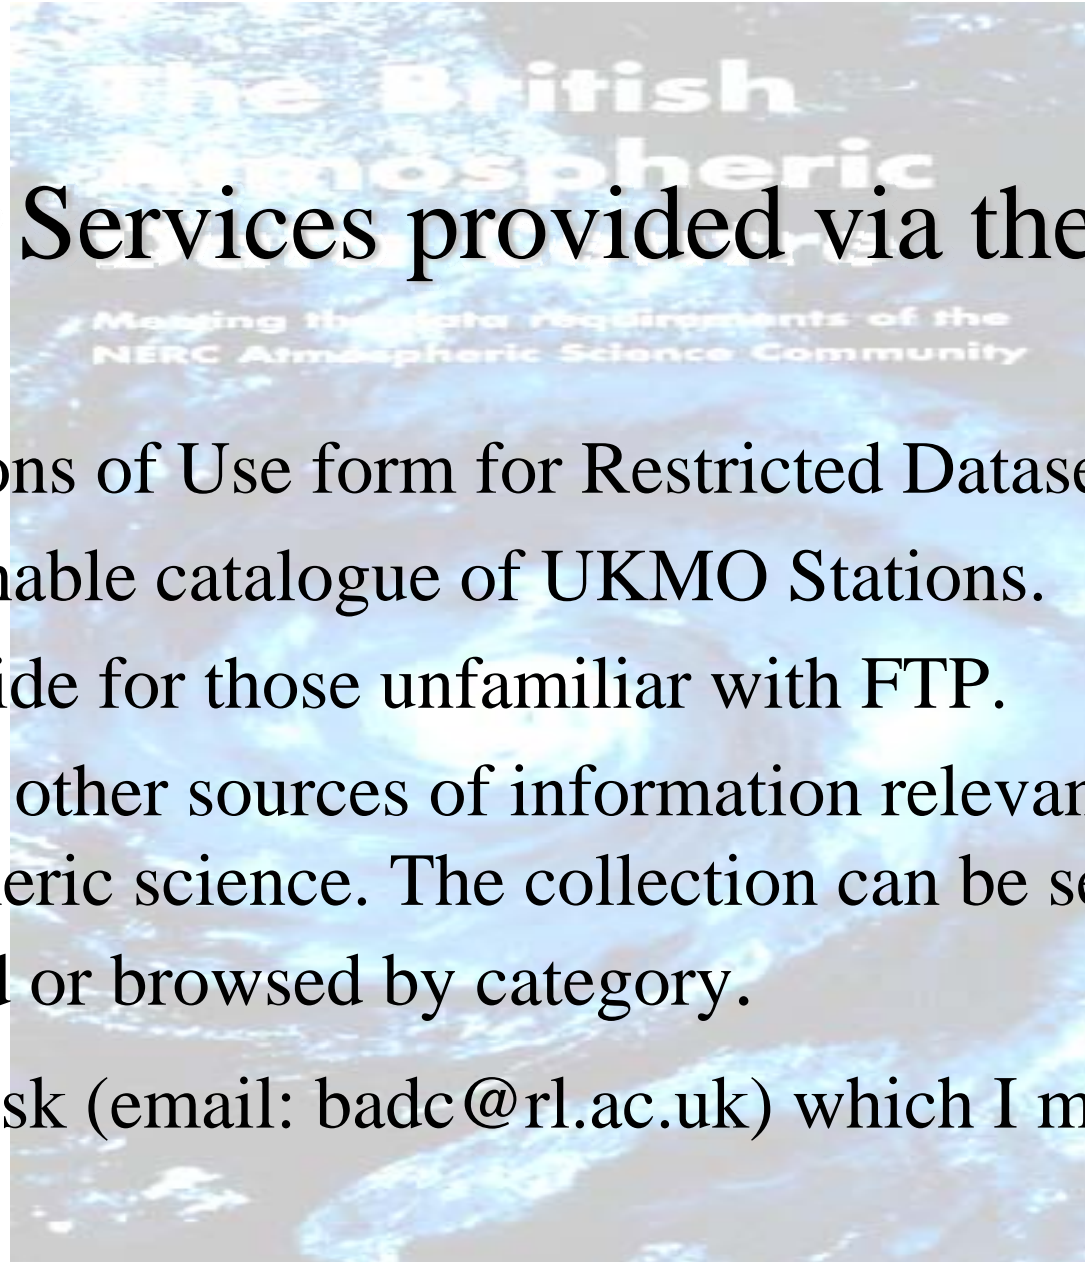 The British
Atmospheric
Services provided via the
Meeting the data requirements of the
NERC Atmospheric Science Community
ons of Use form for Restricted Datase
nable catalogue of UKMO Stations.
ide for those unfamiliar with FTP.
other sources of information relevan
eric science. The collection can be se
d or browsed by category.
sk (email: badc@rl.ac.uk) which I m